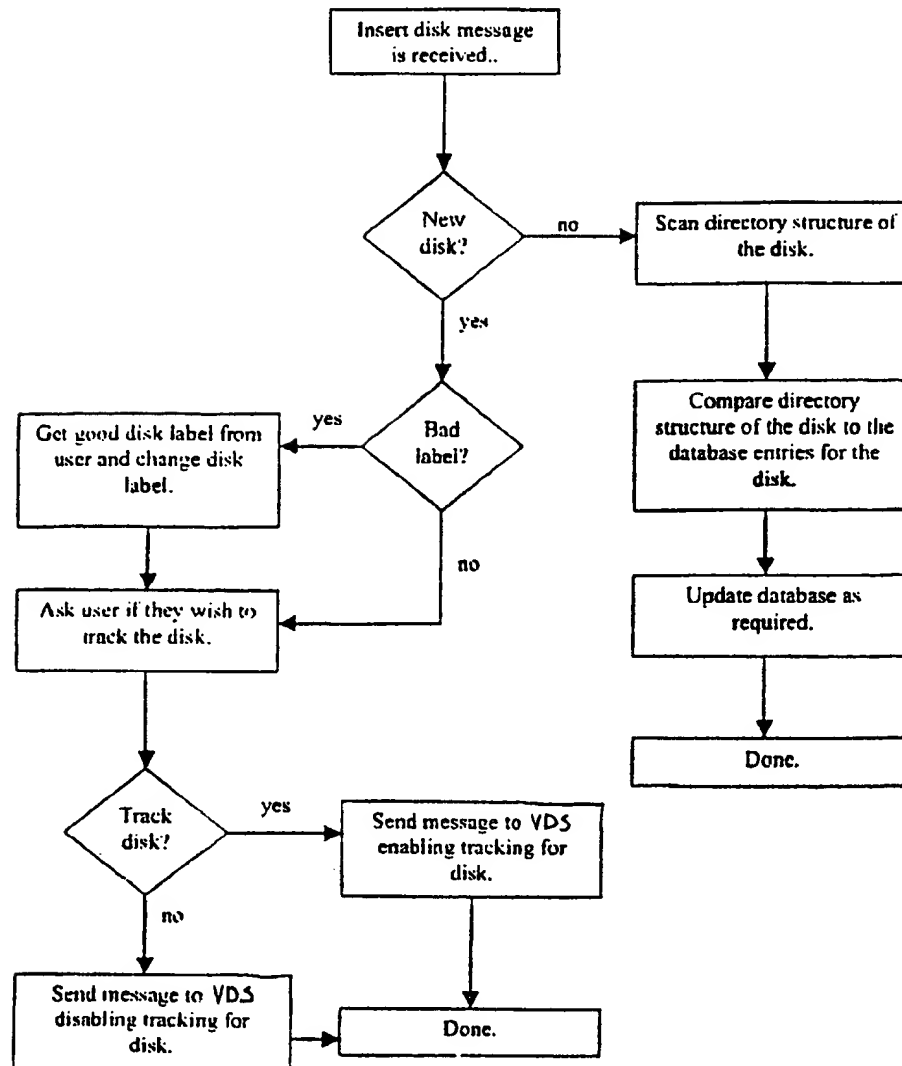 Insert disk message
is received..
New
disk?
no
Scan directory structure of
the disk.
yes
Compare directory
structure of the disk to the
database entries for the
disk.
Update database as
required.
Done.
Bad
label?
yes
Get good disk label from
user and change disk
label.
no
Ask user if they wish to
track the disk.
Track
disk?
yes
Send message to VDS
enabling tracking for
disk.
no
Send message to VDS
disabling tracking for
disk.
Done.